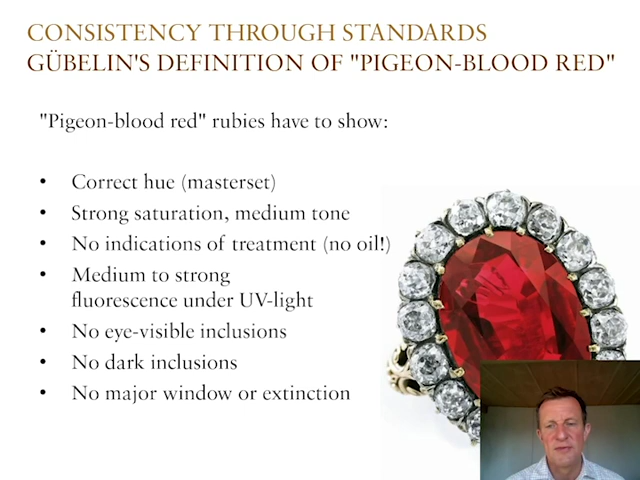 CONSISTENCY THROUGH STANDARDS
GÜBELIN'S DEFINITION OF "PIGEON-BLOOD RED"
"Pigeon-blood red" rubies have to show:
• Correct hue (masterset)
• Strong saturation, medium tone
• No indications of treatment (no oil!)
• Medium to strong
fluorescence under UV-light
• No eye-visible inclusions
• No dark inclusions
• No major window or extinction